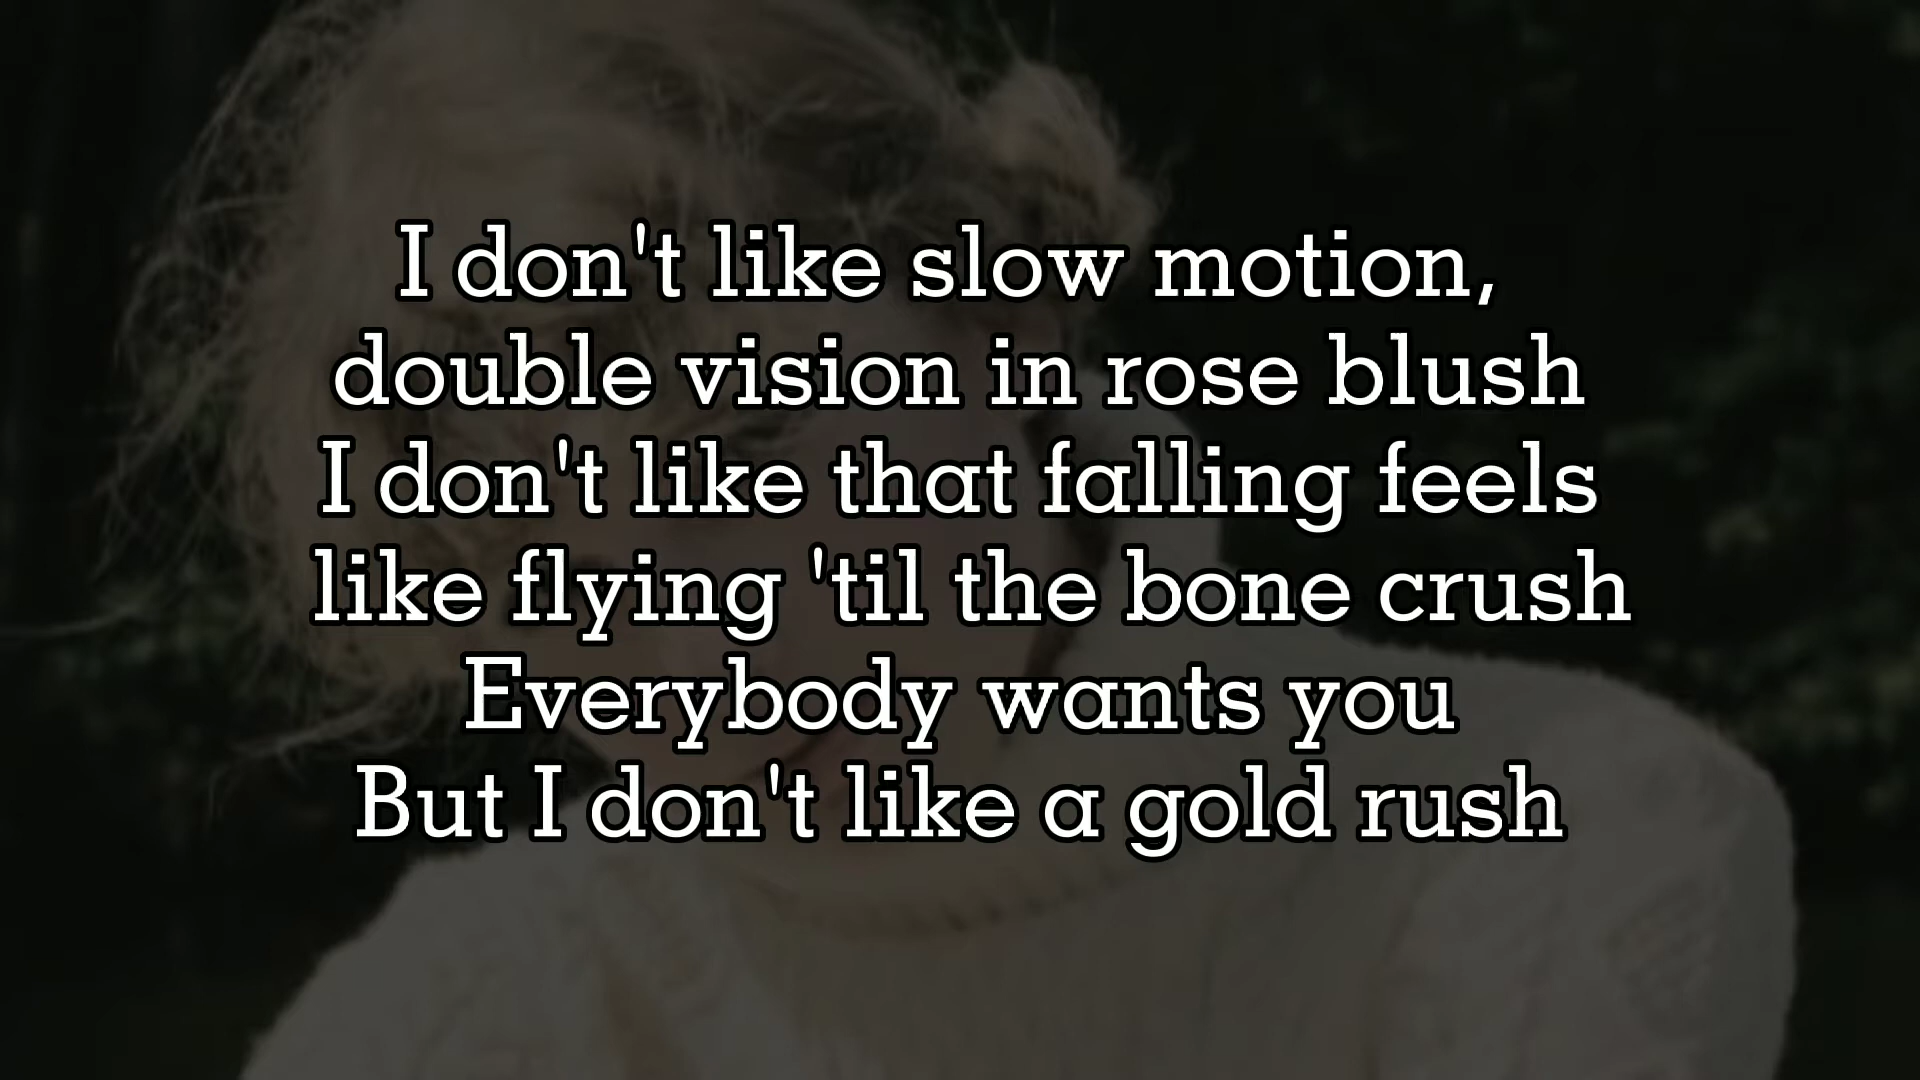 I don't like slow motion,
double vision in rose blush
I don't like that falling feels
like flying 'til the bone crush
Everybody wants you
But I don't like a gold rush